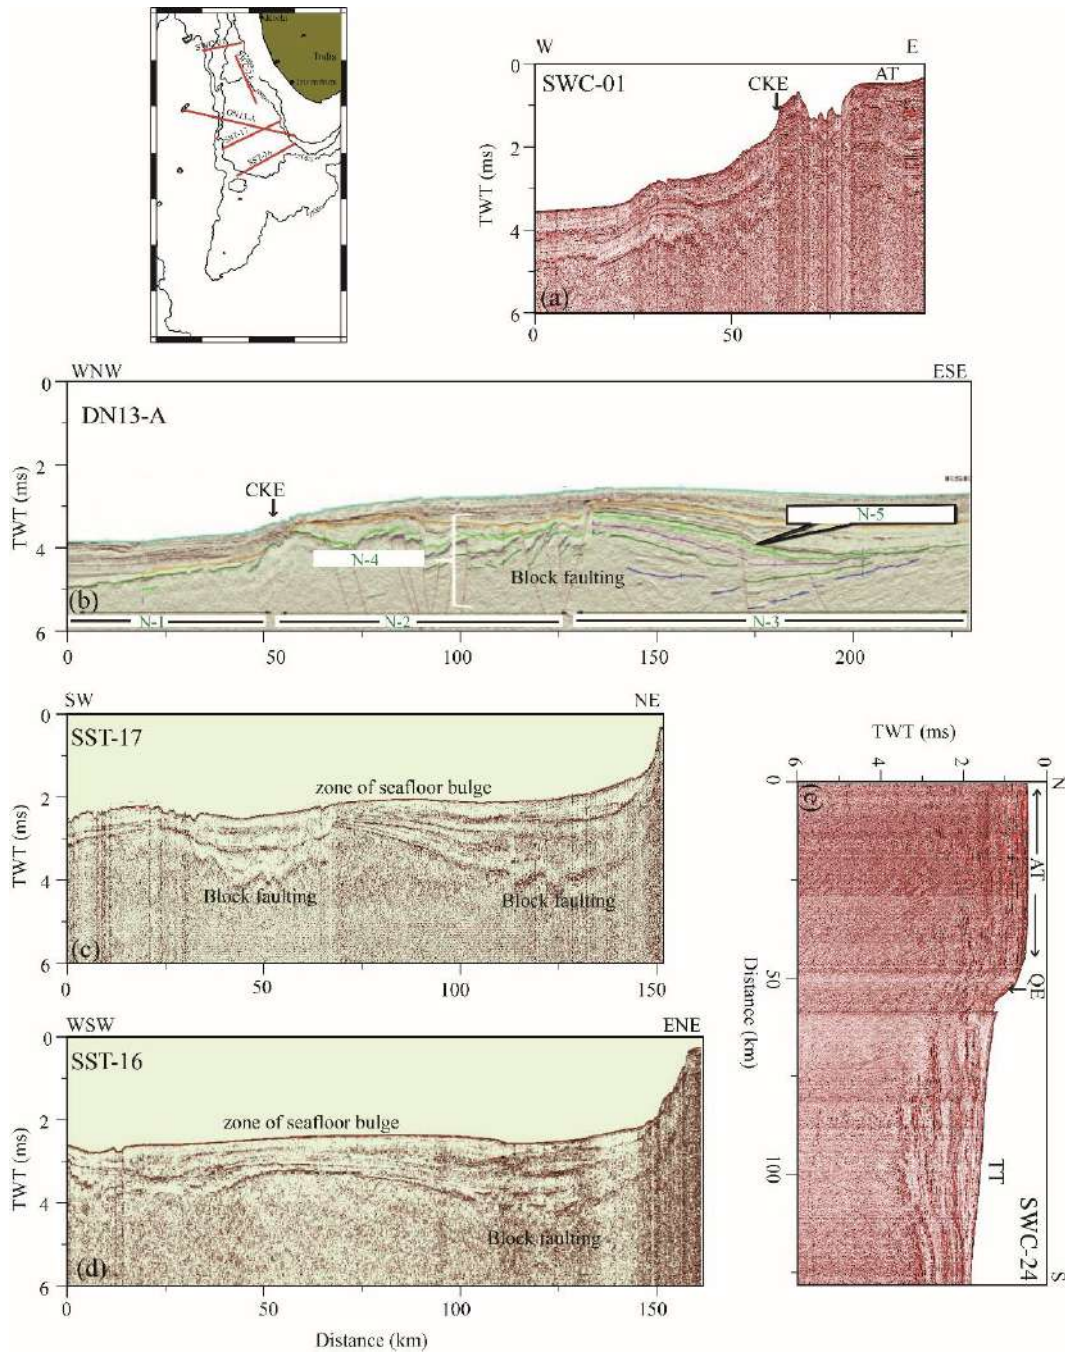 Kochi
India
Trivandrum
SWC-01
DN13-A
SST-17
SST-16
W E
SWC-01
CKE
AT
TWT (ms)
0
2
4
6
(a)
0 50
WNW ESE
DN13-A
CKE
TWT (ms)
0
2
4
6
N-5
N-4
Block faulting
(b)
N-1 N-2 N-3
0 50 100 150 200
SW NE
SST-17
zone of seafloor bulge
TWT (ms)
0
2
4
6
Block faulting Block faulting
(c)
0 50 100 150
WSW ENE
SST-16
zone of seafloor bulge
TWT (ms)
0
2
4
6
Block faulting
(d)
0 50 100 150
Distance (km)
TWT (ms)
6 4 2 0
N
(e)
AT
QE
TT
SWC-24
S
0
50
100
Distance (km)